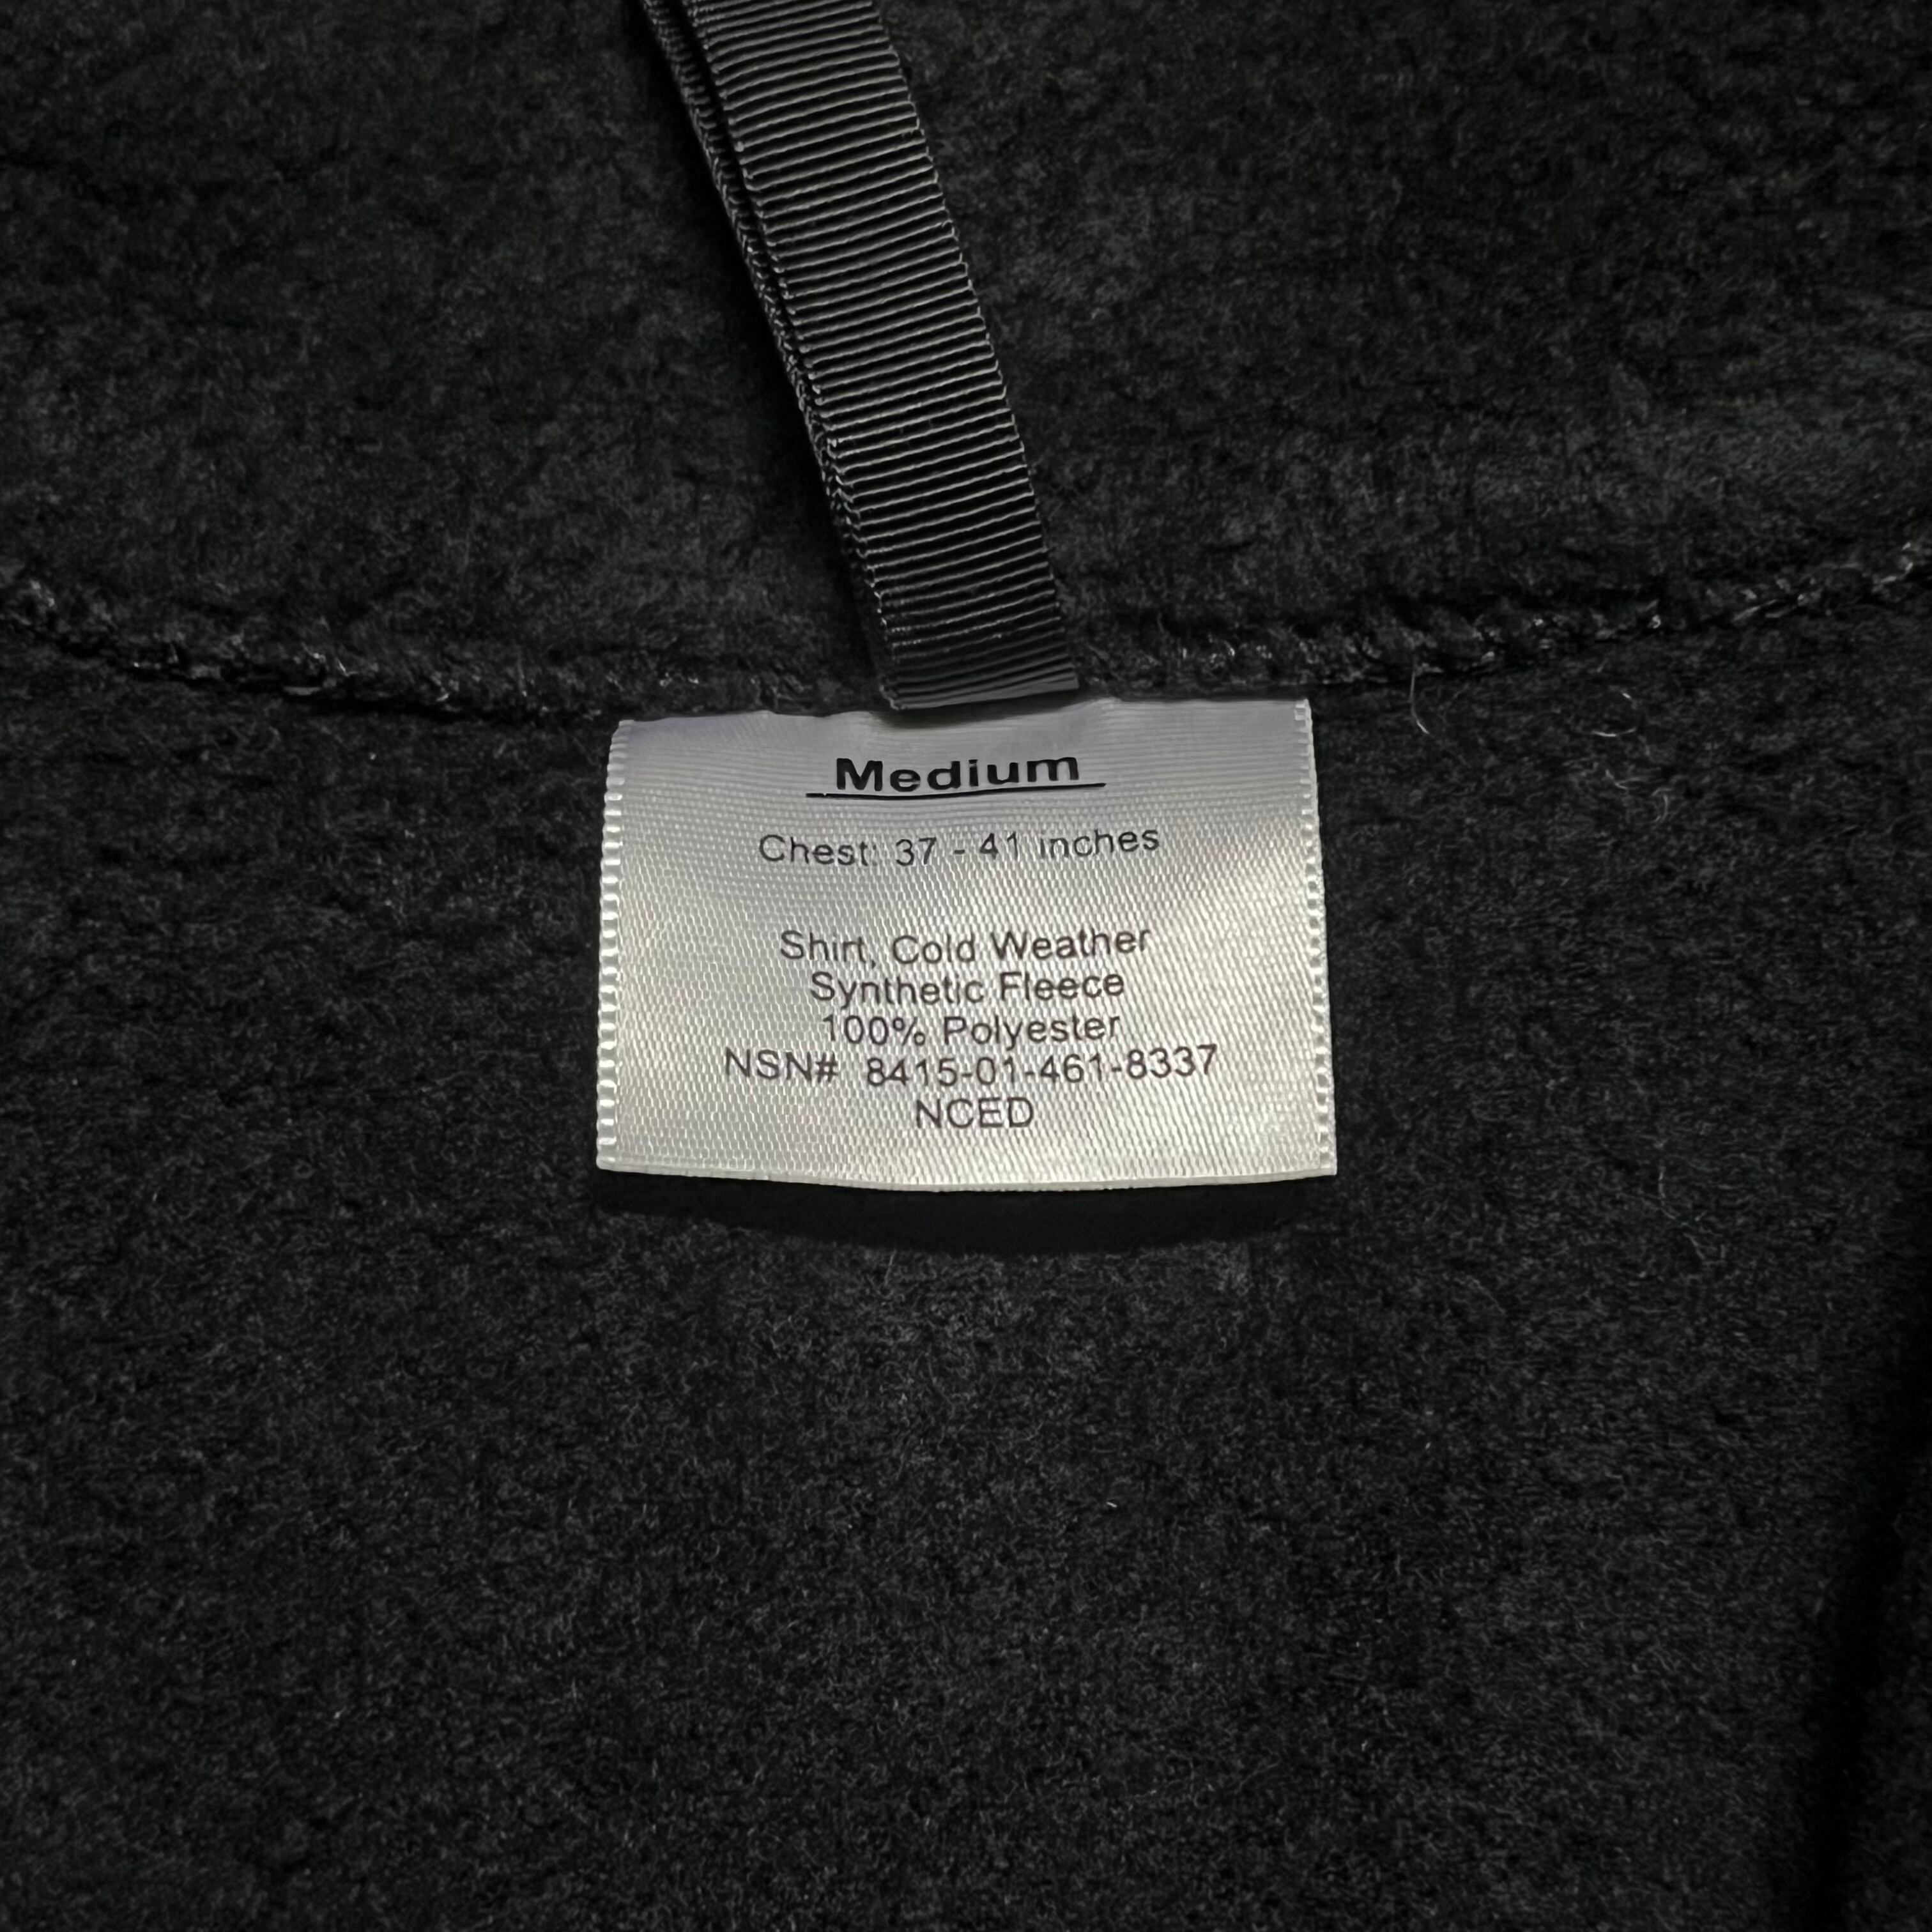 Medium
Chest: 37 - 41 inches
Shirt, Cold Weather
Synthetic Fleece
100% Polyester
NSN# 8415-01-461-8337
NCED